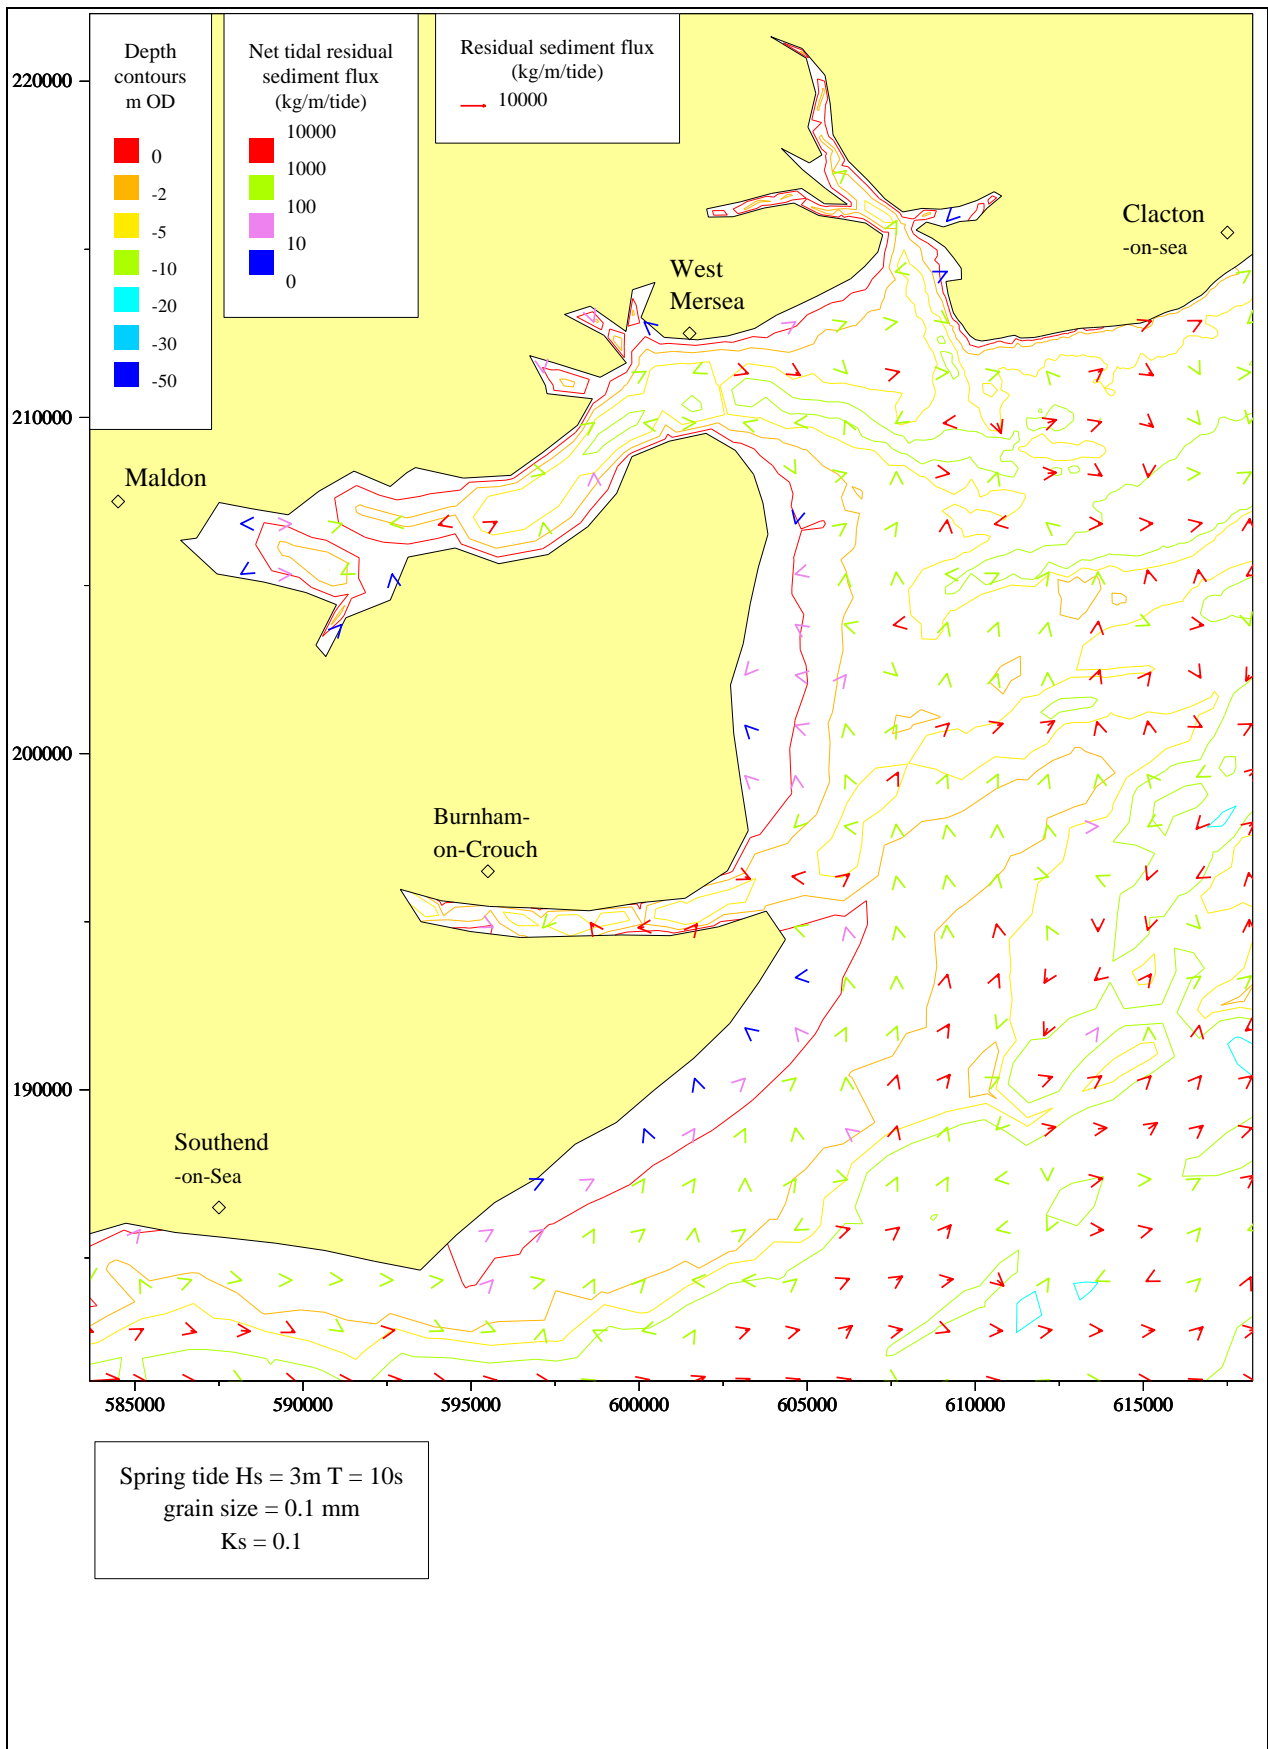 Depth
contours
m OD
0
-2
-5
-10
-20
-30
-50
Net tidal residual
sediment flux
(kg/m/tide)
10000
1000
100
10
0
Residual sediment flux
(kg/m/tide)
10000
220000
210000
200000
190000
Clacton
-on-sea
West
Mersea
Maldon
Burnham-
on-Crouch
Southend
-on-Sea
585000 590000 595000 600000 605000 610000 615000
Spring tide Hs = 3m T = 10s
grain size = 0.1 mm
Ks = 0.1